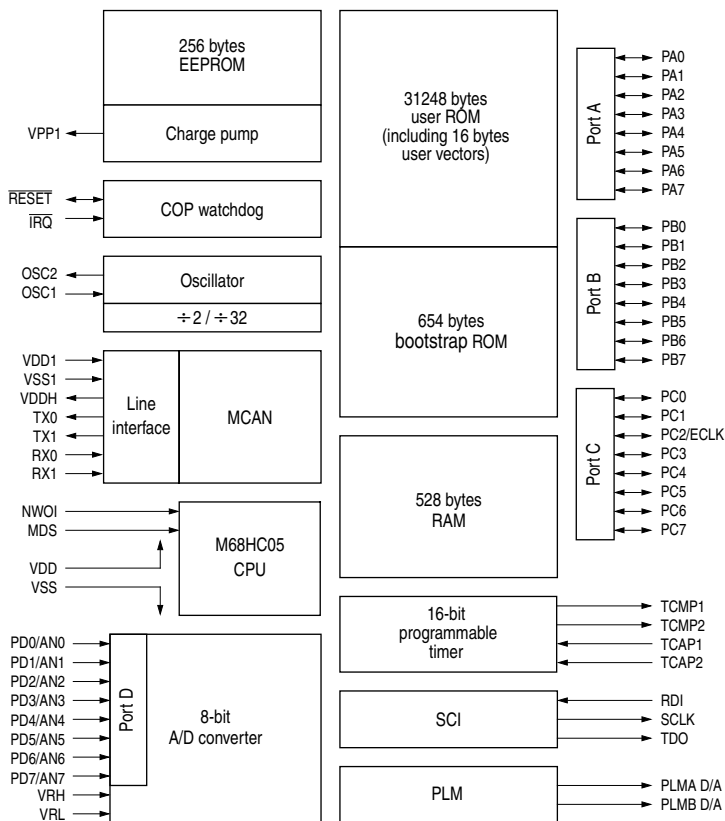 256 bytes
EEPROM
Charge pump
VPP1
RESET
IRQ
COP watchdog
OSC2
OSC1
Oscillator
÷2 / ÷32
VDD1
VSS1
VDDH
TX0
TX1
RX0
RX1
Line
interface
MCAN
NWOI
MDS
VDD
VSS
M68HC05
CPU
PD0/AN0
PD1/AN1
PD2/AN2
PD3/AN3
PD4/AN4
PD5/AN5
PD6/AN6
PD7/AN7
VRH
VRL
Port D
8-bit
A/D converter
31248 bytes
user ROM
(including 16 bytes
user vectors)
654 bytes
bootstrap ROM
528 bytes
RAM
16-bit
programmable
timer
SCI
PLM
Port A
PA0
PA1
PA2
PA3
PA4
PA5
PA6
PA7
Port B
PB0
PB1
PB2
PB3
PB4
PB5
PB6
PB7
Port C
PC0
PC1
PC2/ECLK
PC3
PC4
PC5
PC6
PC7
TCMP1
TCMP2
TCAP1
TCAP2
RDI
SCLK
TDO
PLMA D/A
PLMB D/A